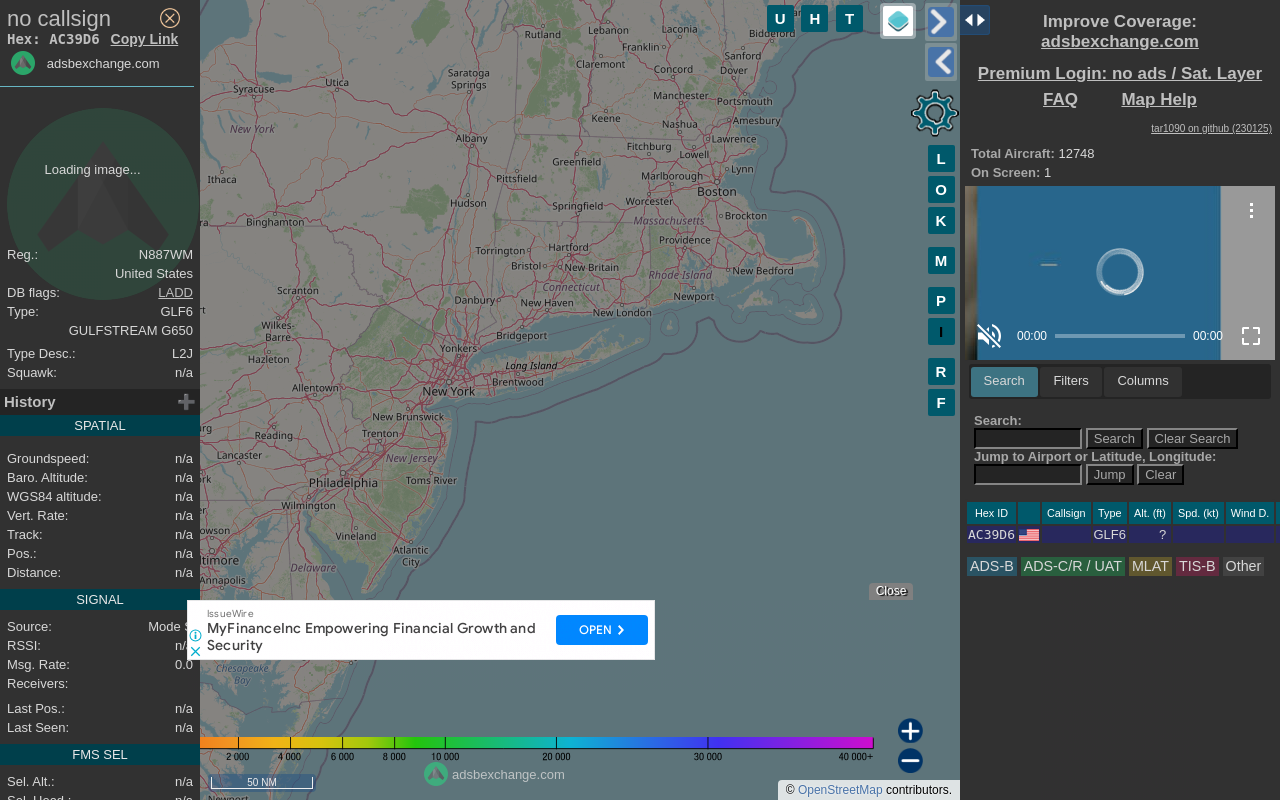 no callsign
Hex: AC39D6 Copy Link
adsbexchange.com
Loading image...
Reg.: N887WM
United States
DB flags: LADD
Type: GLF6
GULFSTREAM G650
Type Desc.: L2J
Squawk: n/a
History
SPATIAL
Groundspeed: n/a
Baro. Altitude: n/a
WGS84 altitude: n/a
Vert. Rate: n/a
Track: n/a
Pos.: n/a
Distance: n/a
SIGNAL
Source: Mode S
RSSI: n/a
Msg. Rate: 0.0
Receivers:
Last Pos.: n/a
Last Seen: n/a
FMS SEL
Sel. Alt.: n/a
Sel. Head.: n/a
U H T
L
O
K
M
P
I
R
F
Rutland
Lebanon
Laconia
Biddeford
Franklin
Claremont
Concord
Sanford
Dover
Saratoga
Springs
Utica
Syracuse
Manchester
Portsmouth
Keene
Nashua
Amesbury
New York
Albany
Fitchburg
Lawrence
Greenfield
Lowell
Lynn
Ithaca
Pittsfield
Marlborough
Boston
Hudson
Springfield
Worcester
Binghamton
Massachusetts
Brockton
Torrington
Hartford
Providence
Bristol
New Britain
Rhode Island
New Bedford
Connecticut
Scranton
Danbury
New Haven
New London
Newport
Wilkes-
Barre
Bridgeport
Hazleton
Yonkers
Long Island
Brentwood
Allentown
New York
New Brunswick
Reading
Trenton
Lancaster
New Jersey
Philadelphia
Toms River
Wilmington
Vineland
Atlantic
City
Annapolis
Delaware
Chesapeake
Bay
Close
IssueWire
MyFinanceInc Empowering Financial Growth and
Security
OPEN
2 000 4 000 6 000 8 000 10 000 20 000 30 000 40 000+
50 NM
adsbexchange.com
© OpenStreetMap contributors.
Improve Coverage:
adsbexchange.com
Premium Login: no ads / Sat. Layer
FAQ Map Help
tar1090 on github (230125)
Total Aircraft: 12748
On Screen: 1
00:00 00:00
Search Filters Columns
Search:
Search Clear Search
Jump to Airport or Latitude, Longitude:
Jump Clear
Hex ID Callsign Type Alt. (ft) Spd. (kt) Wind D.
AC39D6 GLF6 ?
ADS-B ADS-C/R / UAT MLAT TIS-B Other